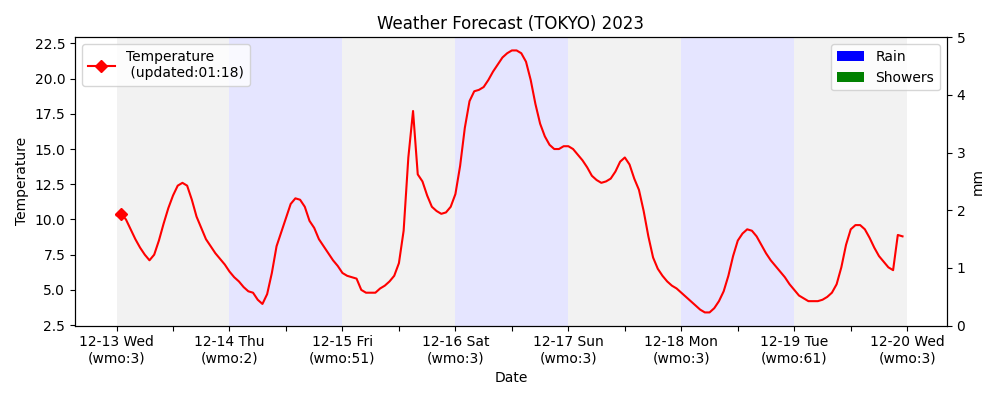 Weather Forecast (TOKYO) 2023
Temperature
(updated:01:18)
Rain
Showers
Temperature
22.5
20.0
17.5
15.0
12.5
10.0
7.5
5.0
2.5
5
4
3
2
1
0
mm
12-13 Wed
(wmo:3)
12-14 Thu
(wmo:2)
12-15 Fri
(wmo:51)
12-16 Sat
(wmo:3)
12-17 Sun
(wmo:3)
12-18 Mon
(wmo:3)
12-19 Tue
(wmo:61)
12-20 Wed
(wmo:3)
Date